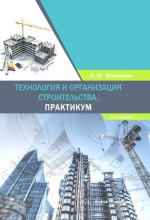 А. Ю. Михайлов
ТЕХНОЛОГИЯ И ОРГАНИЗАЦИЯ
СТРОИТЕЛЬСТВА.
ПРАКТИКУМ